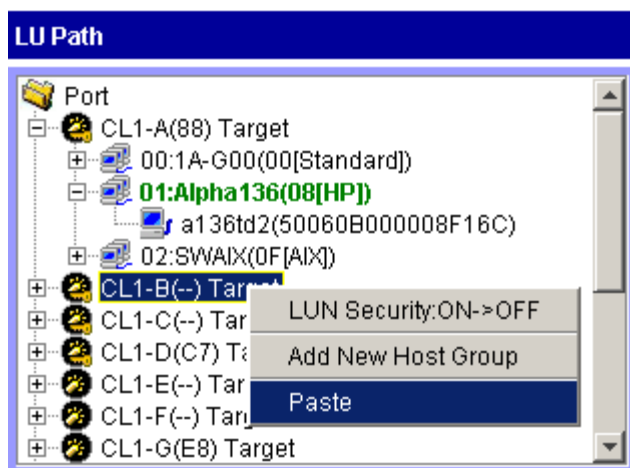 LU Path
Port
CL1-A(88) Target
00:1A-G00(00[Standard])
01:Alpha136(08[HP])
a136td2(50060B000008F16C)
02:SWAIX(0F[AIX])
CL1-B(--) Target
LUN Security:ON->OFF
CL1-C(--) Tar
Add New Host Group
CL1-D(C7) Ta
CL1-E(--) Tar
Paste
CL1-F(--) Targ
CL1-G(E8) Target